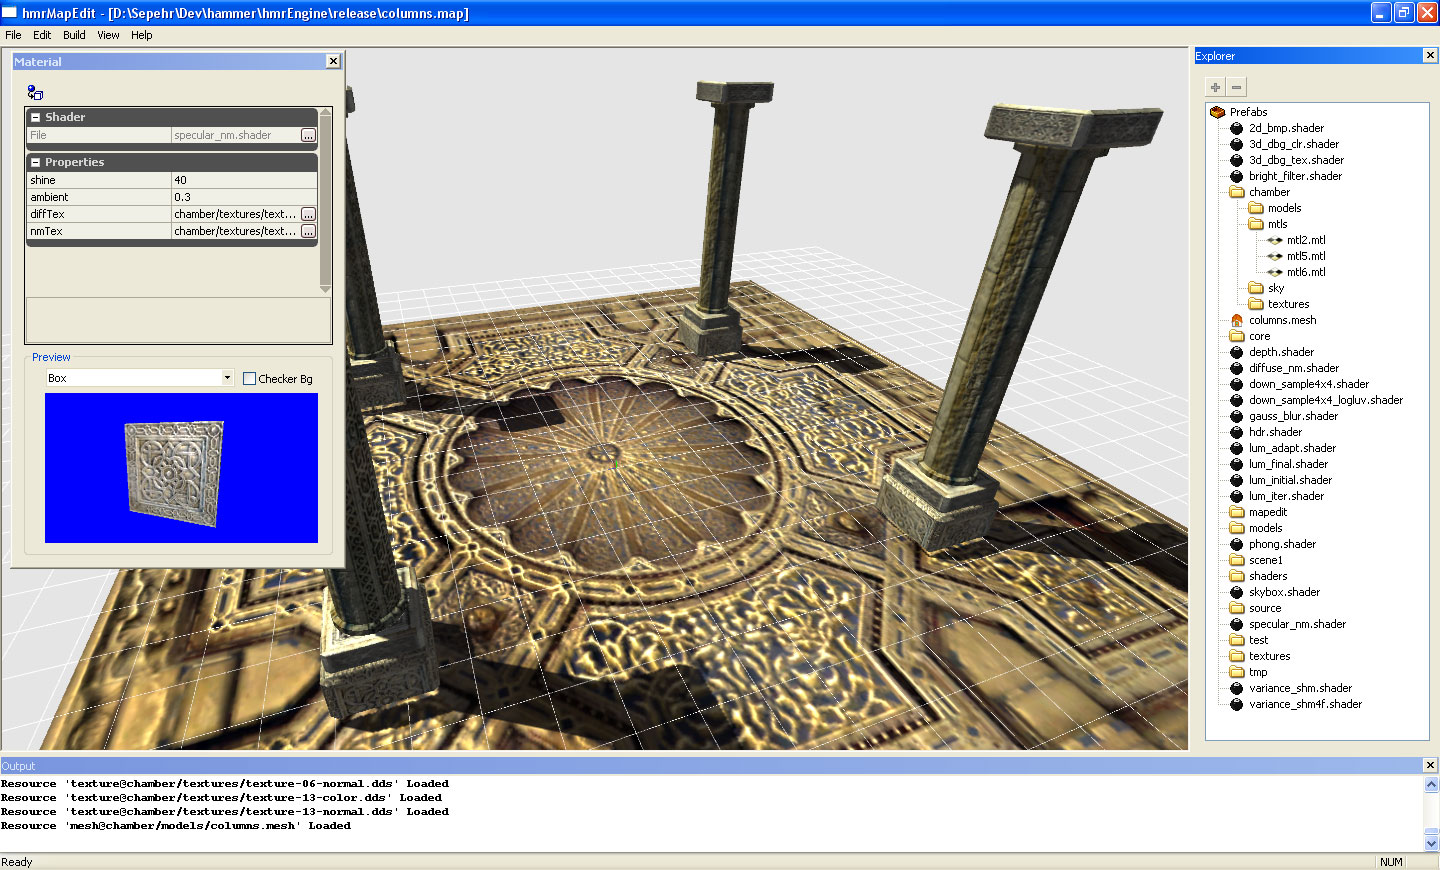 hmrMapEdit - [D:\Sepehr\Dev\hammer\hmrEngine\release\columns.map]
File Edit Build View Help
Material
Shader
File specular_nm.shader ...
Properties
shine 40
ambient 0.3
diffTex chamber/textures/text... ...
nmTex chamber/textures/text... ...
Preview
Box
Checker Bg
Explorer
Prefabs
2d_bmp.shader
3d_dbg_clr.shader
3d_dbg_tex.shader
bright_filter.shader
chamber
models
mtls
mtl2.mtl
mtl5.mtl
mtl6.mtl
sky
textures
columns.mesh
core
depth.shader
diffuse_nm.shader
down_sample4x4.shader
down_sample4x4_logluv.shader
gauss_blur.shader
hdr.shader
lum_adapt.shader
lum_final.shader
lum_initial.shader
lum_iter.shader
mapedit
models
phong.shader
scene1
shaders
skybox.shader
source
specular_nm.shader
test
textures
tmp
variance_shm.shader
variance_shm4f.shader
Output
Resource 'texture@chamber/textures/texture-06-normal.dds' Loaded
Resource 'texture@chamber/textures/texture-13-color.dds' Loaded
Resource 'texture@chamber/textures/texture-13-normal.dds' Loaded
Resource 'mesh@chamber/models/columns.mesh' Loaded
Ready
NUM